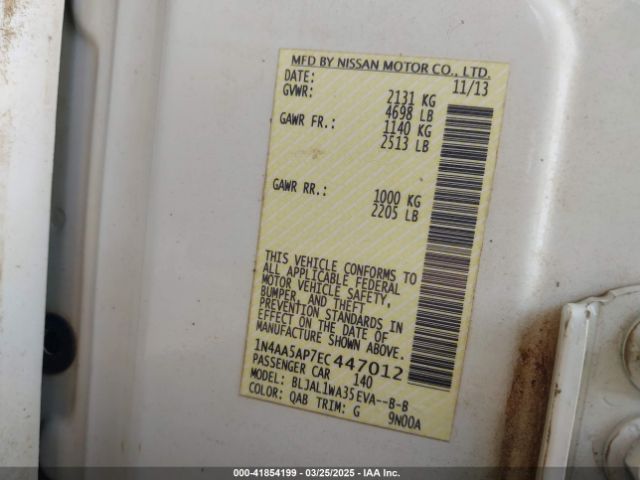 MFD BY NISSAN MOTOR CO., LTD.
DATE: 11/13
GVWR: 2131 KG
4698 LB
GAWR FR.: 1140 KG
2513 LB
GAWR RR.: 1000 KG
2205 LB
THIS VEHICLE CONFORMS TO
ALL APPLICABLE FEDERAL
MOTOR VEHICLE SAFETY,
BUMPER, AND THEFT
PREVENTION STANDARDS IN
EFFECT ON THE DATE OF
MANUFACTURE SHOWN ABOVE.
1N4AA5AP7EC447012
PASSENGER CAR 140
MODEL: BLJAL1WA35EVA--B-B
COLOR: QAB TRIM: G 9N00A
000-41854199 | 03/25/2025 | IAA Inc.